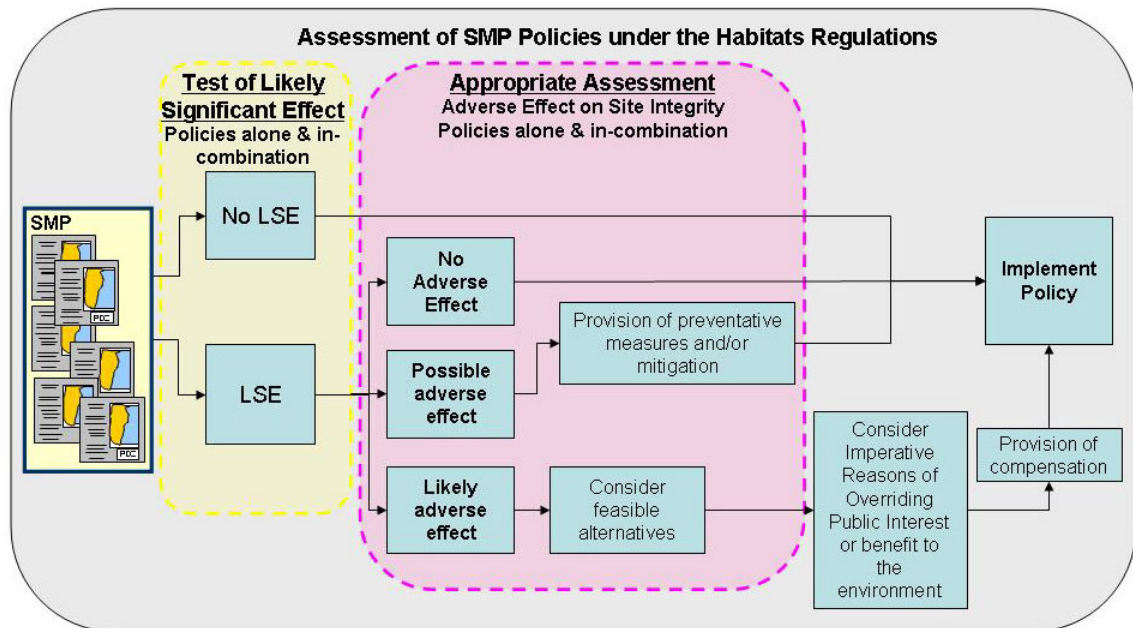 Assessment of SMP Policies under the Habitats Regulations
Test of Likely
Significant Effect
Policies alone & in-
combination
Appropriate Assessment
Adverse Effect on Site Integrity
Policies alone & in-combination
SMP
PDC
PDC
No LSE
LSE
No
Adverse
Effect
Possible
adverse
effect
Likely
adverse
effect
Provision of preventative
measures and/or
mitigation
Consider
feasible
alternatives
Consider
Imperative
Reasons of
Overriding
Public Interest
or benefit to
the
environment
Provision of
compensation
Implement
Policy